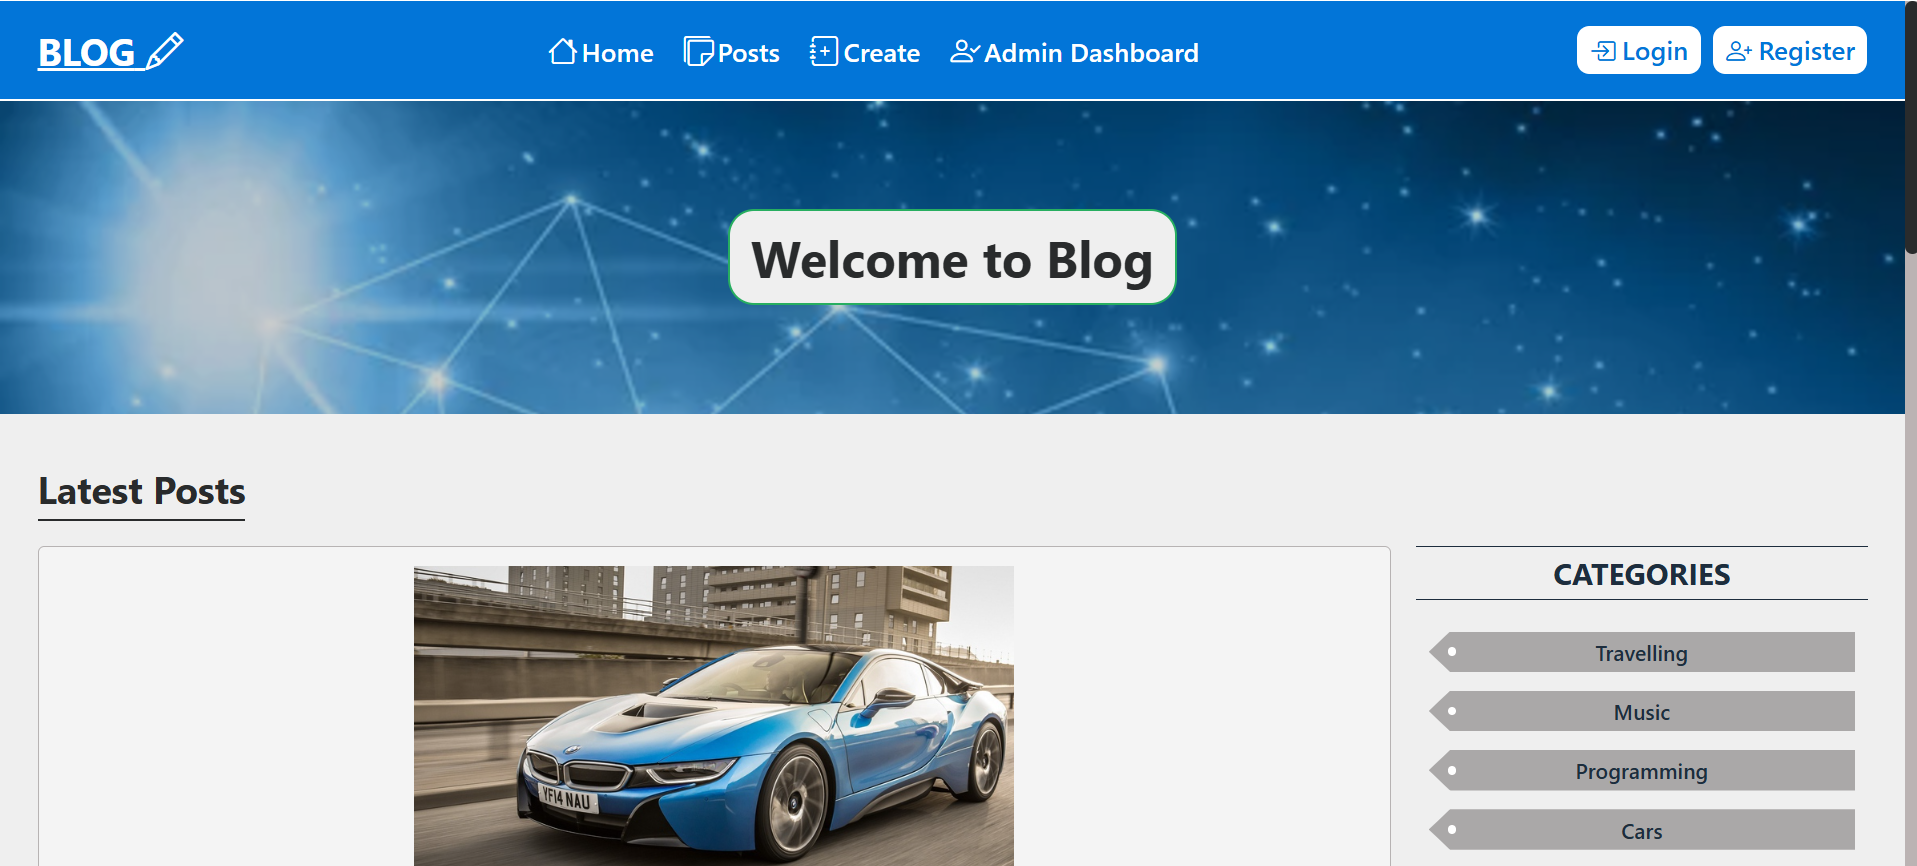 BLOG
Home Posts Create Admin Dashboard
Login Register
Welcome to Blog
Latest Posts
CATEGORIES
Travelling
Music
Programming
Cars
YF14 NAU